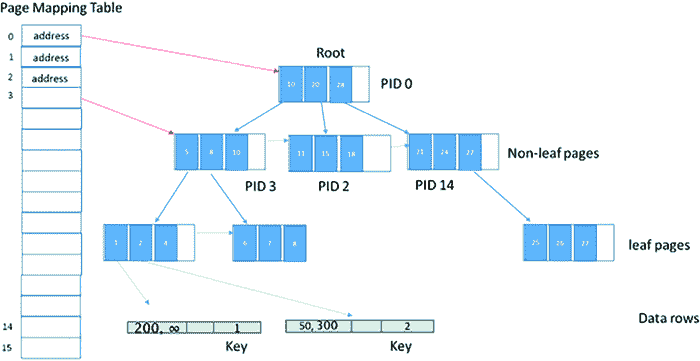 Page Mapping Table
0 address
1 address
2 address
3
14
15
Root
10 20 28
PID 0
5 8 10
11 15 18
21 24 27
Non-leaf pages
PID 3
PID 2
PID 14
1 2 4
6 7 8
25 26 27
leaf pages
200, ∞ 1
50, 300 2
Data rows
Key
Key